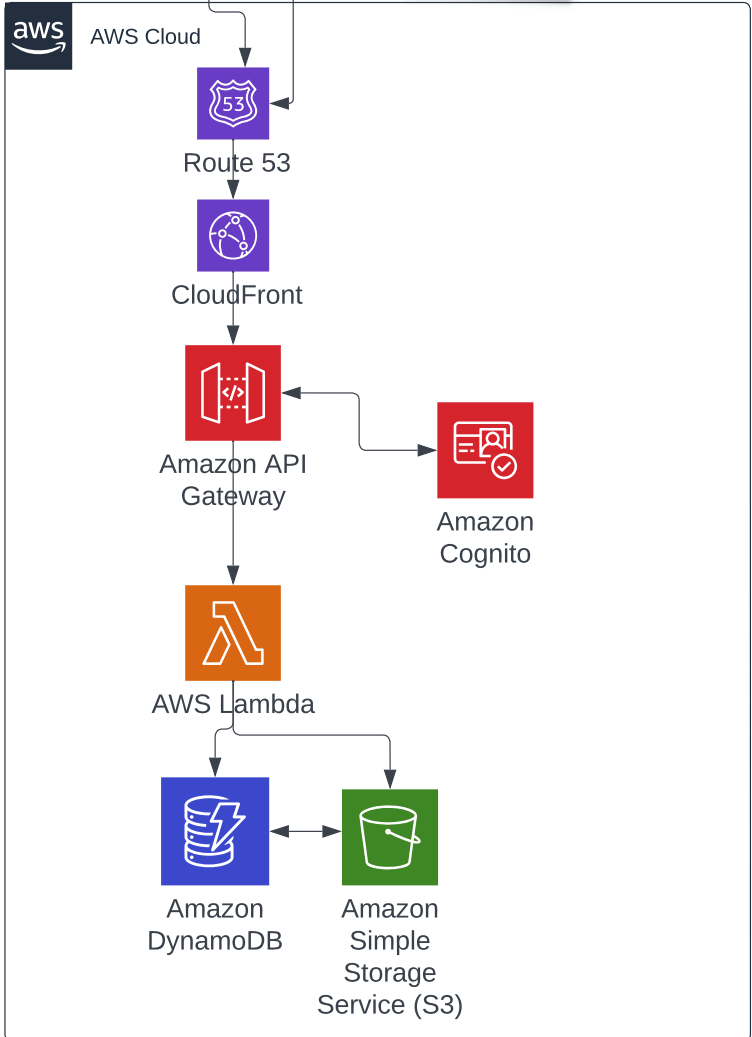 aws
AWS Cloud
53
Route 53
CloudFront
</>
Amazon API
Gateway
Amazon
Cognito
AWS Lambda
Amazon
DynamoDB
Amazon
Simple
Storage
Service (S3)